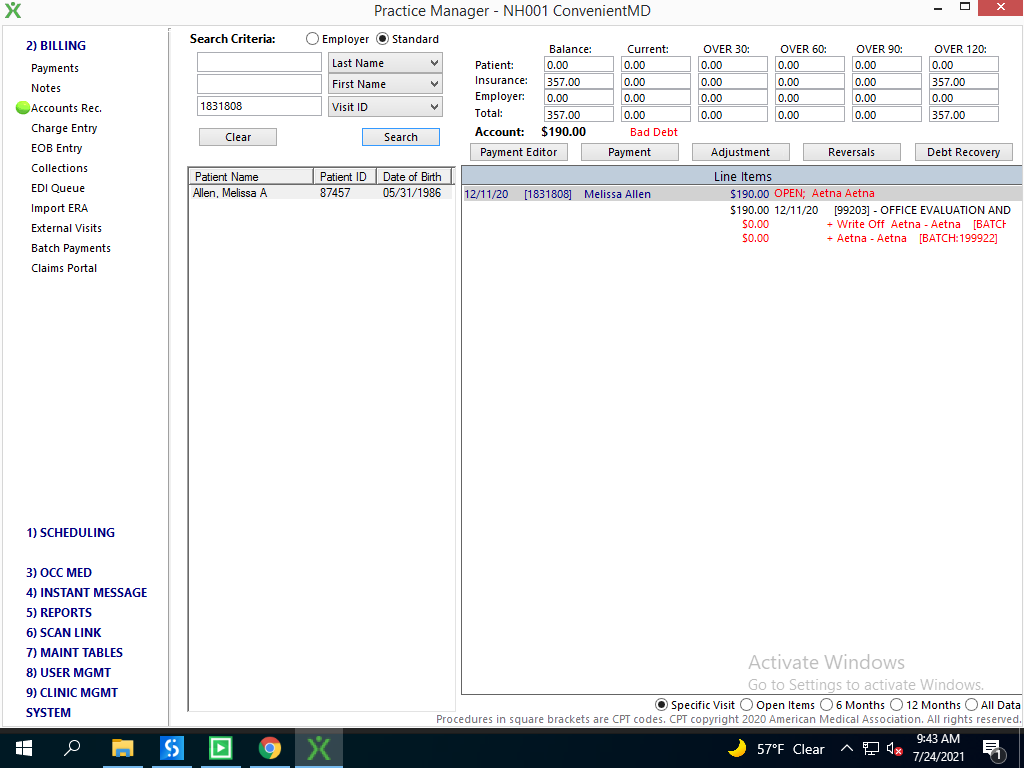 Practice Manager - NH001 ConvenientMD
2) BILLING
Payments
Notes
Accounts Rec.
Charge Entry
EOB Entry
Collections
EDI Queue
Import ERA
External Visits
Batch Payments
Claims Portal
1) SCHEDULING
3) OCC MED
4) INSTANT MESSAGE
5) REPORTS
6) SCAN LINK
7) MAINT TABLES
8) USER MGMT
9) CLINIC MGMT
SYSTEM
Search Criteria: Employer Standard
Last Name
First Name
1831808 Visit ID
Clear Search
Patient Name Patient ID Date of Birth
Allen, Melissa A 87457 05/31/1986
Balance: Current: OVER 30: OVER 60: OVER 90: OVER 120:
Patient: 0.00 0.00 0.00 0.00 0.00 0.00
Insurance: 357.00 0.00 0.00 0.00 0.00 357.00
Employer: 0.00 0.00 0.00 0.00 0.00 0.00
Total: 357.00 0.00 0.00 0.00 0.00 357.00
Account: $190.00 Bad Debt
Payment Editor Payment Adjustment Reversals Debt Recovery
Line Items
12/11/20 [1831808] Melissa Allen $190.00 OPEN; Aetna Aetna
$190.00 12/11/20 [99203] - OFFICE EVALUATION AND
$0.00 + Write Off Aetna - Aetna [BATCH
$0.00 + Aetna - Aetna [BATCH:199922]
Activate Windows
Go to Settings to activate Windows.
Specific Visit Open Items 6 Months 12 Months All Data
Procedures in square brackets are CPT codes. CPT copyright 2020 American Medical Association. All rights reserved.
57°F Clear
9:43 AM
7/24/2021
1